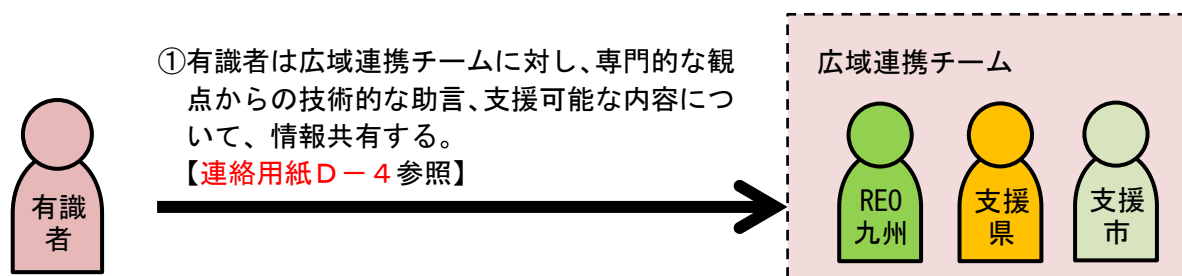 ①有識者は広域連携チームに対し、専門的な観
点からの技術的な助言、支援可能な内容につ
いて、情報共有する。
【連絡用紙Ｄ－４参照】
有識
者
広域連携チーム
REO
九州
支援
県
支援
市